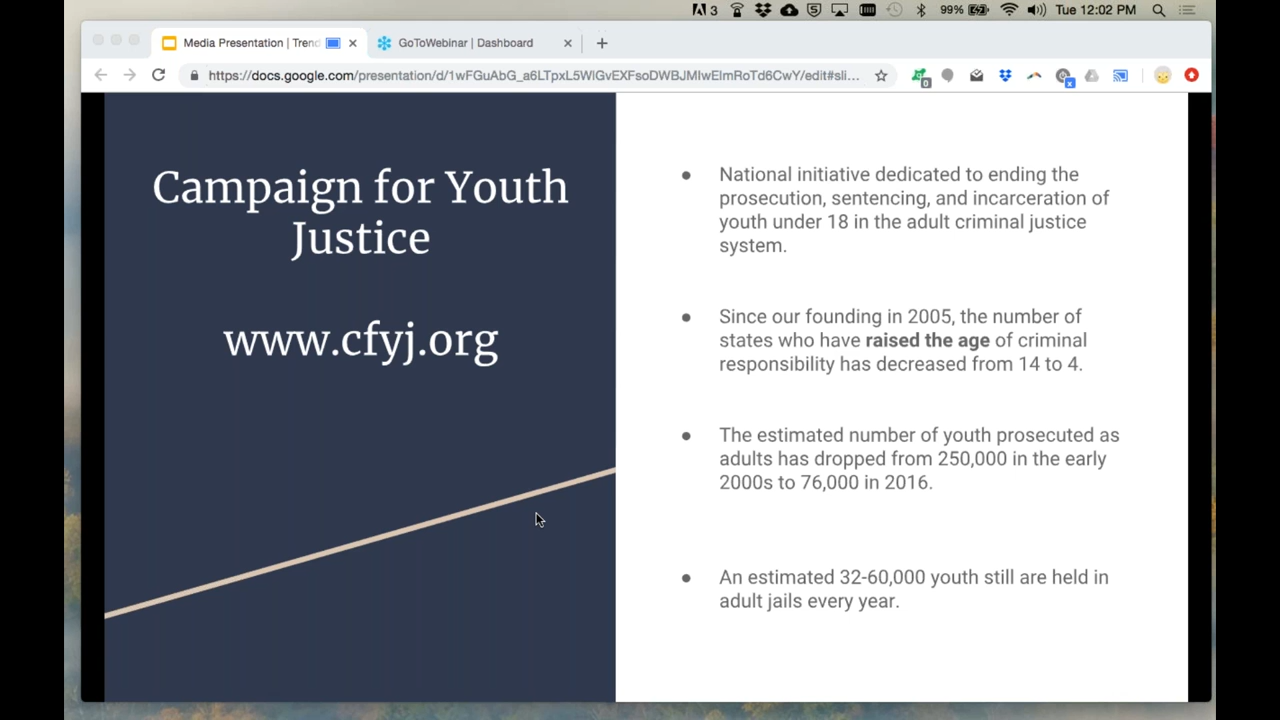 3
99%
Tue 12:02 PM
Media Presentation | Trend
GoToWebinar | Dashboard
https://docs.google.com/presentation/d/1wFGuAbG_a6LTpxL5WlGvEXFsoDWBJMIwElmRoTd6CwY/edit#sli...
0
x
Campaign for Youth
Justice
www.cfyj.org
● National initiative dedicated to ending the
prosecution, sentencing, and incarceration of
youth under 18 in the adult criminal justice
system.
● Since our founding in 2005, the number of
states who have raised the age of criminal
responsibility has decreased from 14 to 4.
● The estimated number of youth prosecuted as
adults has dropped from 250,000 in the early
2000s to 76,000 in 2016.
● An estimated 32-60,000 youth still are held in
adult jails every year.